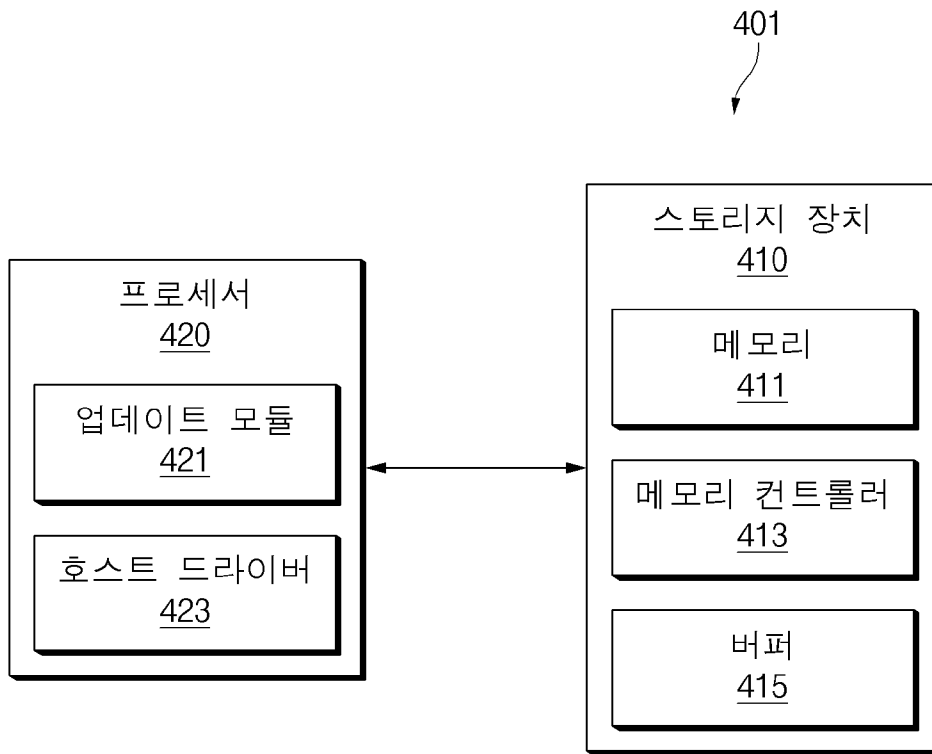 401
프로세서
420
업데이트 모듈
421
호스트 드라이버
423
스토리지 장치
410
메모리
411
메모리 컨트롤러
413
버퍼
415